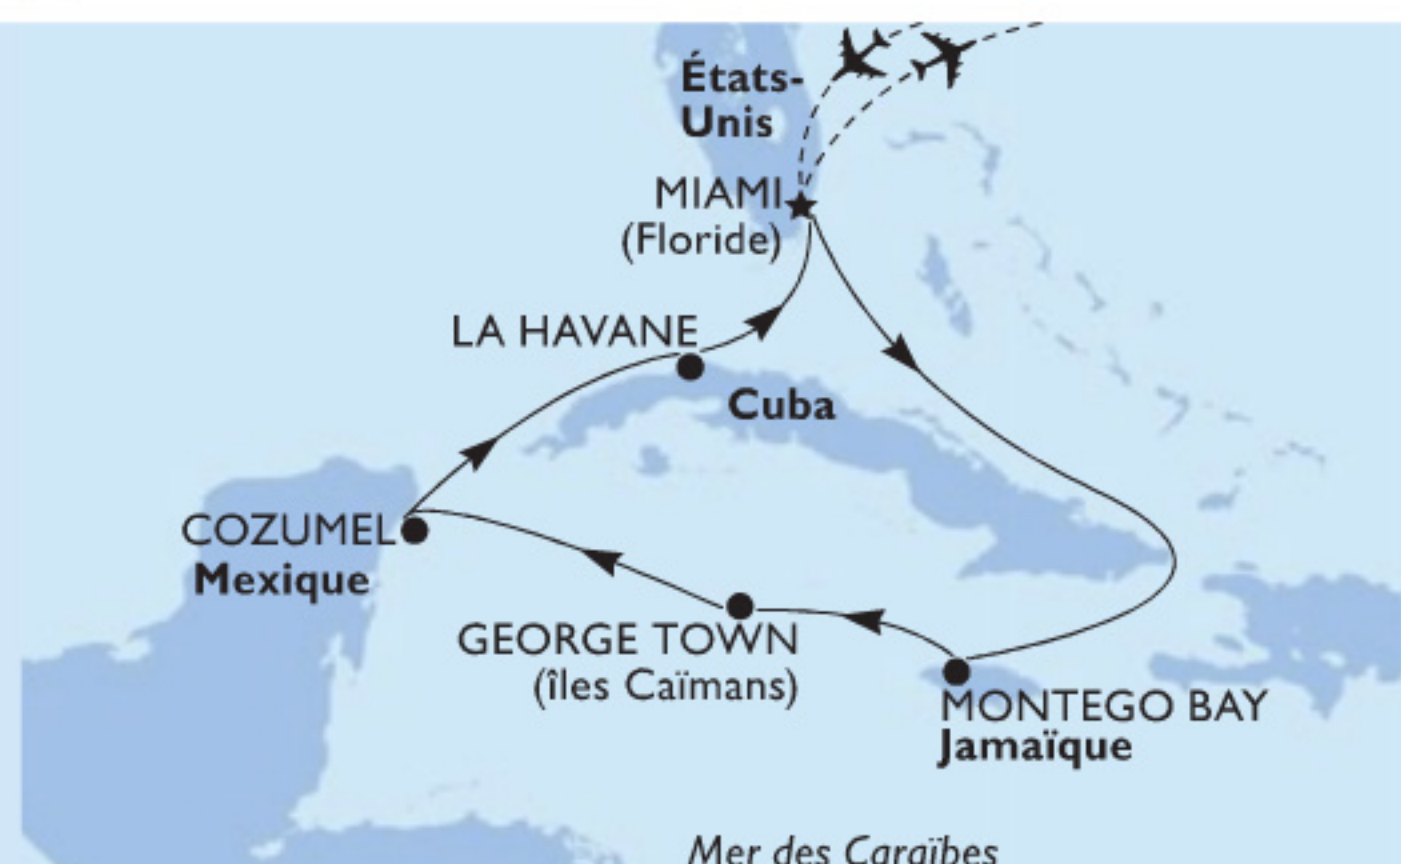 États-
Unis
MIAMI
(Floride)
LA HAVANE
Cuba
COZUMEL
Mexique
GEORGE TOWN
(îles Caïmans)
MONTEGO BAY
Jamaïque
Mer des Caraïbes